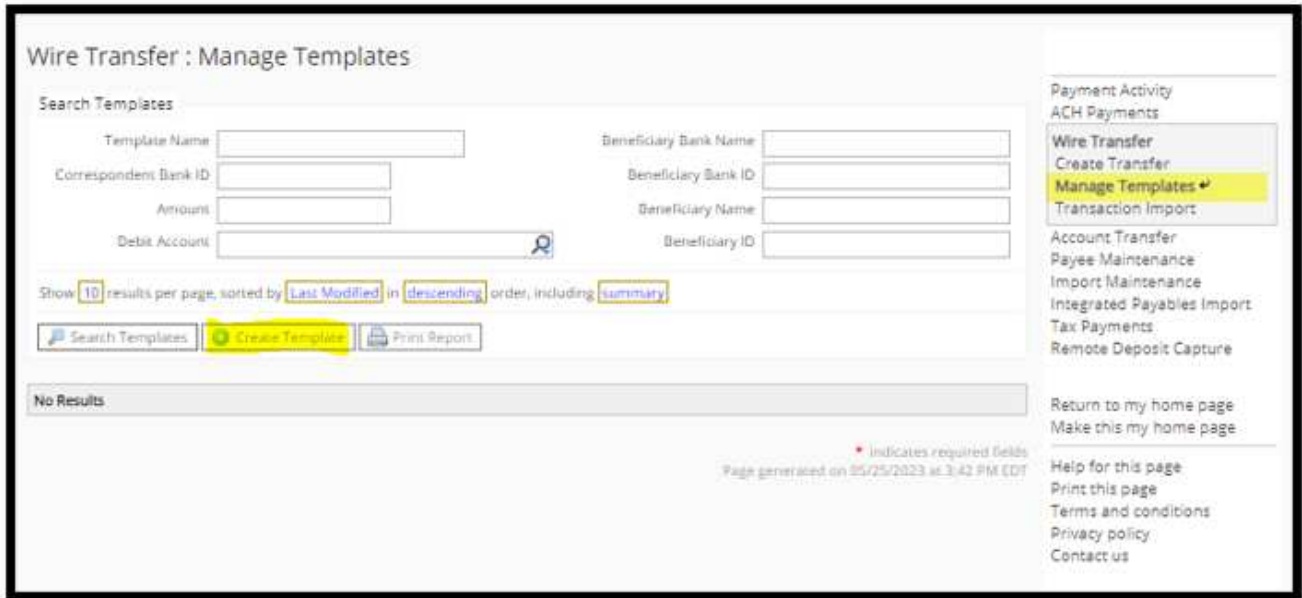 Wire Transfer : Manage Templates
Search Templates
Template Name
Beneficiary Bank Name
Correspondent Bank ID
Beneficiary Bank ID
Amount
Beneficiary Name
Debit Account
Beneficiary ID
Show 10 results per page, sorted by Last Modified in descending order, including summary
Search Templates Create Template Print Report
No Results
* indicates required fields
Page generated on 05/25/2023 at 3:42 PM EDT
Payment Activity
ACH Payments
Wire Transfer
Create Transfer
Manage Templates ↵
Transaction Import
Account Transfer
Payee Maintenance
Import Maintenance
Integrated Payables Import
Tax Payments
Remote Deposit Capture
Return to my home page
Make this my home page
Help for this page
Print this page
Terms and conditions
Privacy policy
Contact us